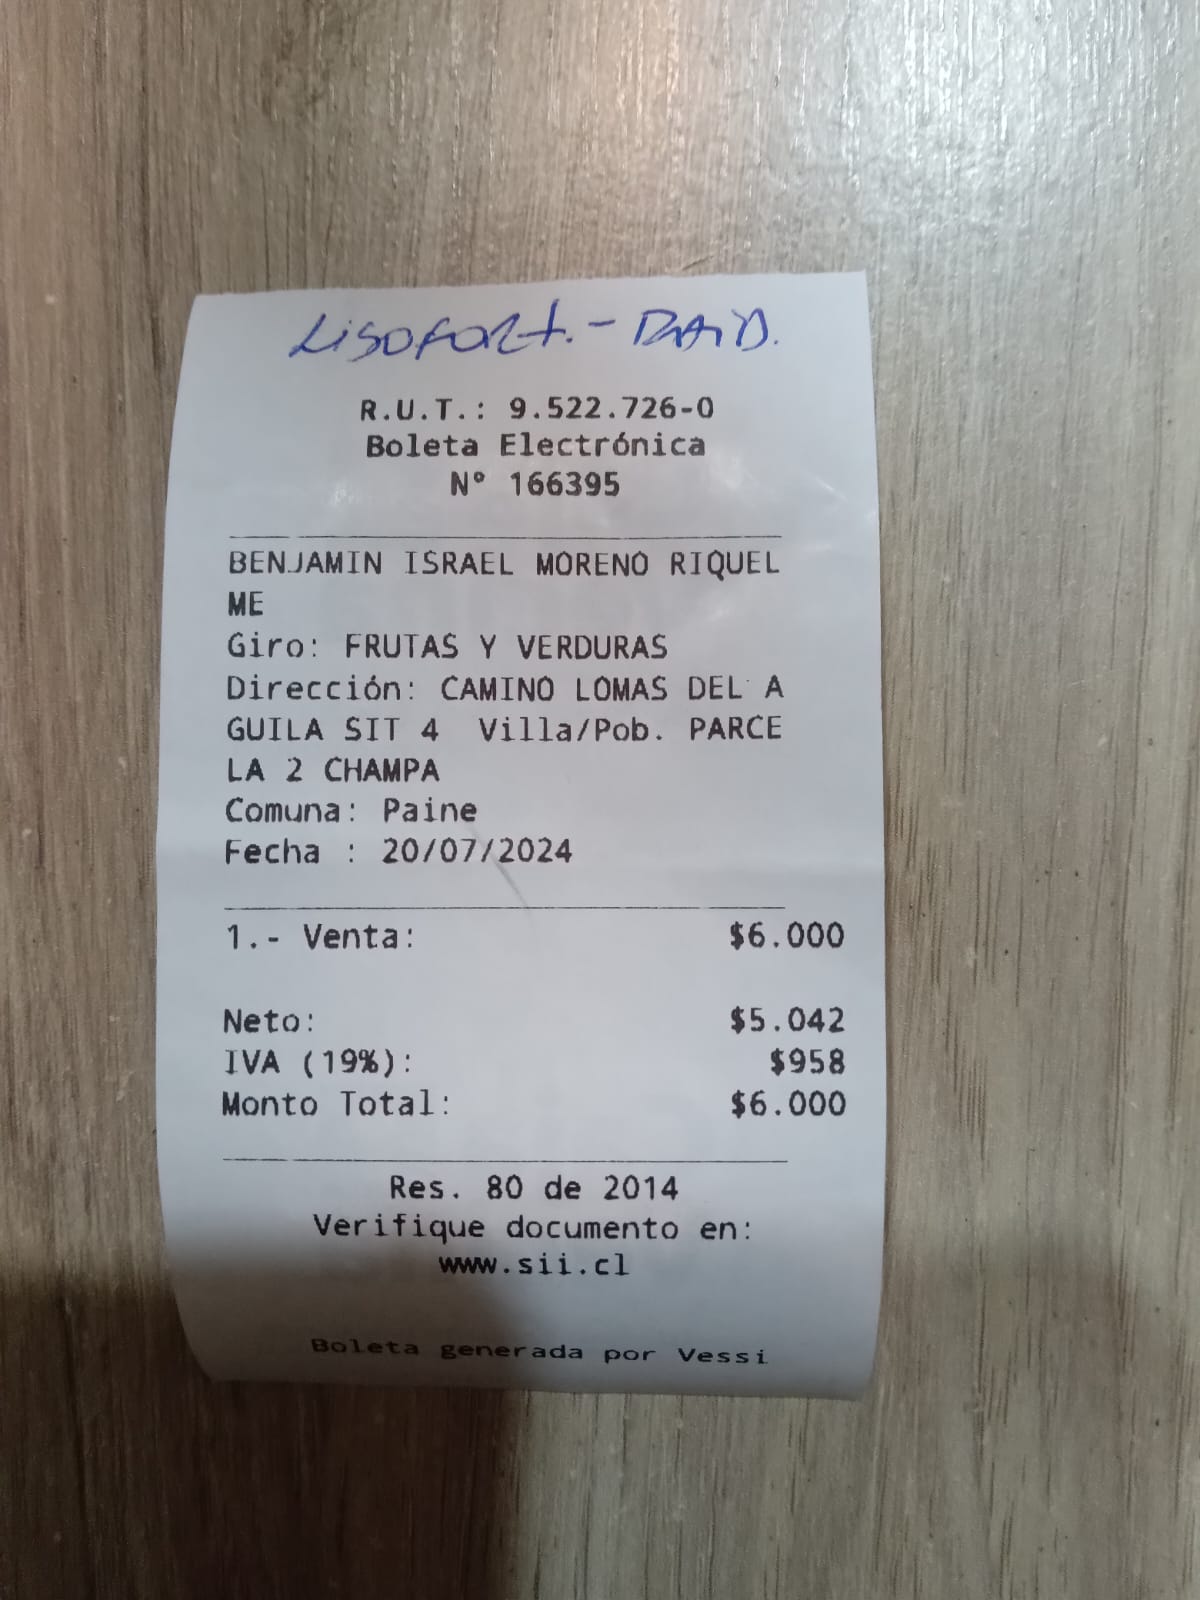 Lisofort. - RAID.
R.U.T.: 9.522.726-0
Boleta Electrónica
N° 166395
BENJAMIN ISRAEL MORENO RIQUEL
ME
Giro: FRUTAS Y VERDURAS
Dirección: CAMINO LOMAS DEL A
GUILA SIT 4  Villa/Pob. PARCE
LA 2 CHAMPA
Comuna: Paine
Fecha : 20/07/2024
1.- Venta: $6.000
Neto: $5.042
IVA (19%): $958
Monto Total: $6.000
Res. 80 de 2014
Verifique documento en:
www.sii.cl
Boleta generada por Vessi